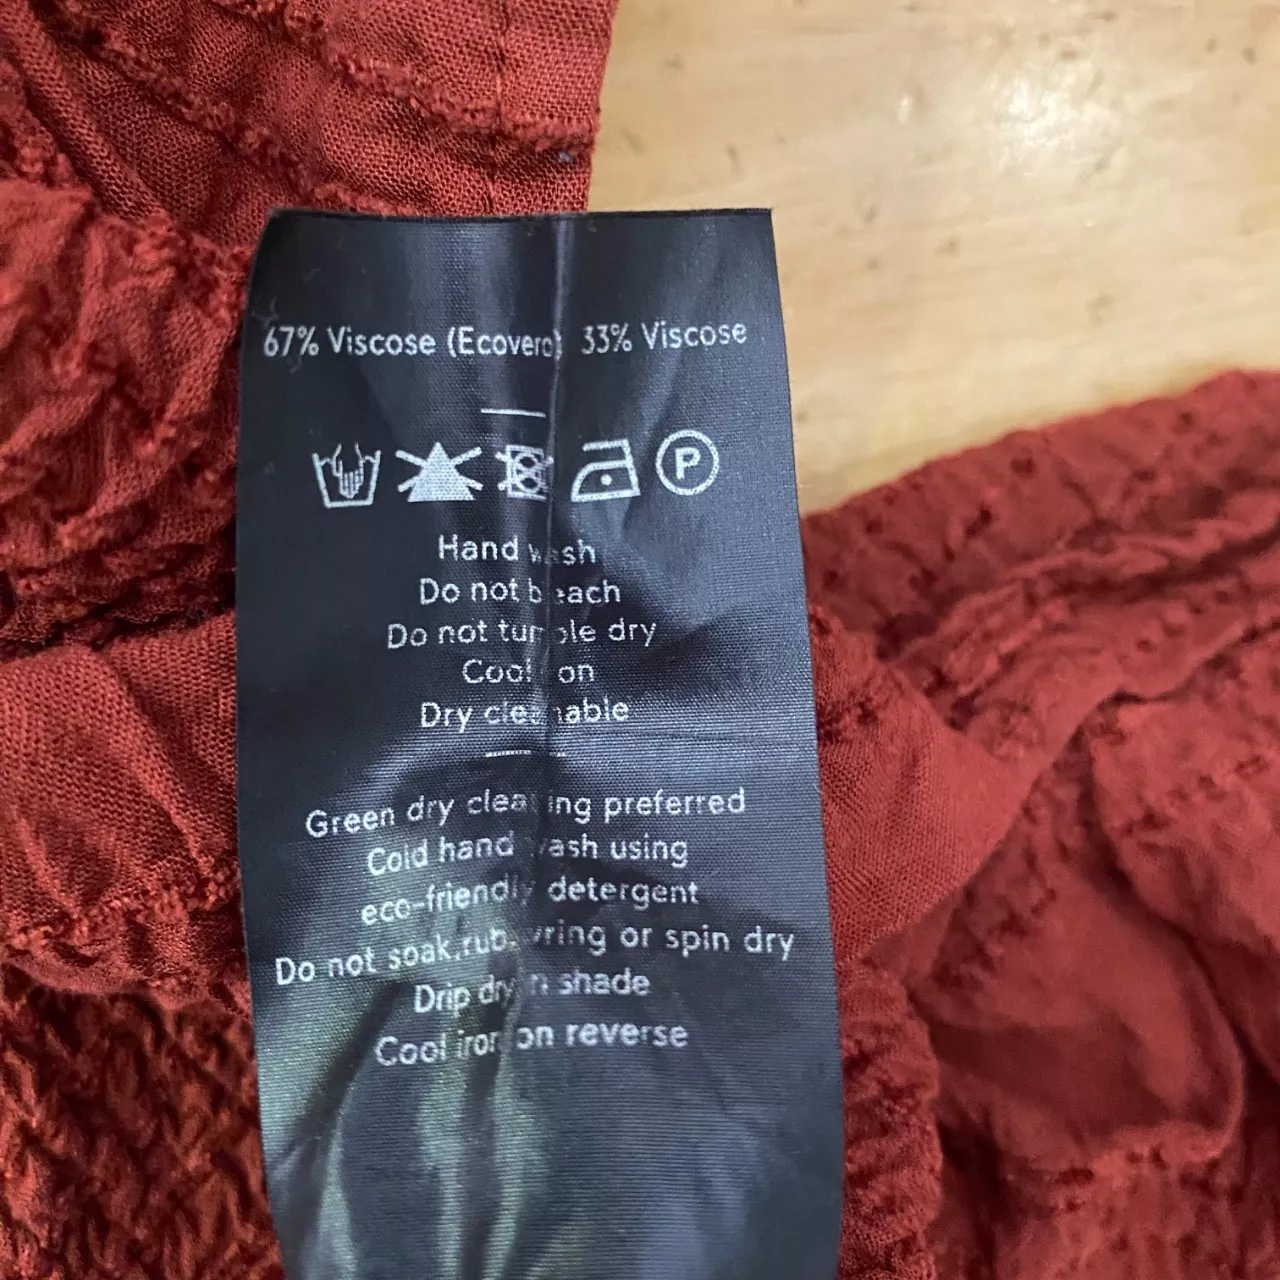 67% Viscose (Ecovero) 33% Viscose
P
Hand wash
Do not bleach
Do not tumble dry
Cool iron
Dry cleanable
Green dry cleaning preferred
Cold hand wash using
eco-friendly detergent
Do not soak,rub, wring or spin dry
Drip dry in shade
Cool iron on reverse